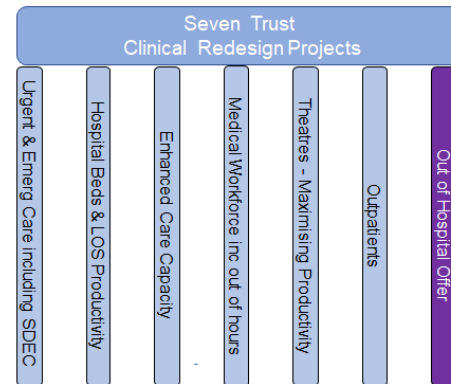 Seven Trust
Clinical Redesign Projects
Urgent & Emerg Care including SDEC
Hospital Beds & LOS Productivity
Enhanced Care Capacity
Medical Workforce inc out of hours
Theatres - Maximising Productivity
Outpatients
Out of Hospital Offer